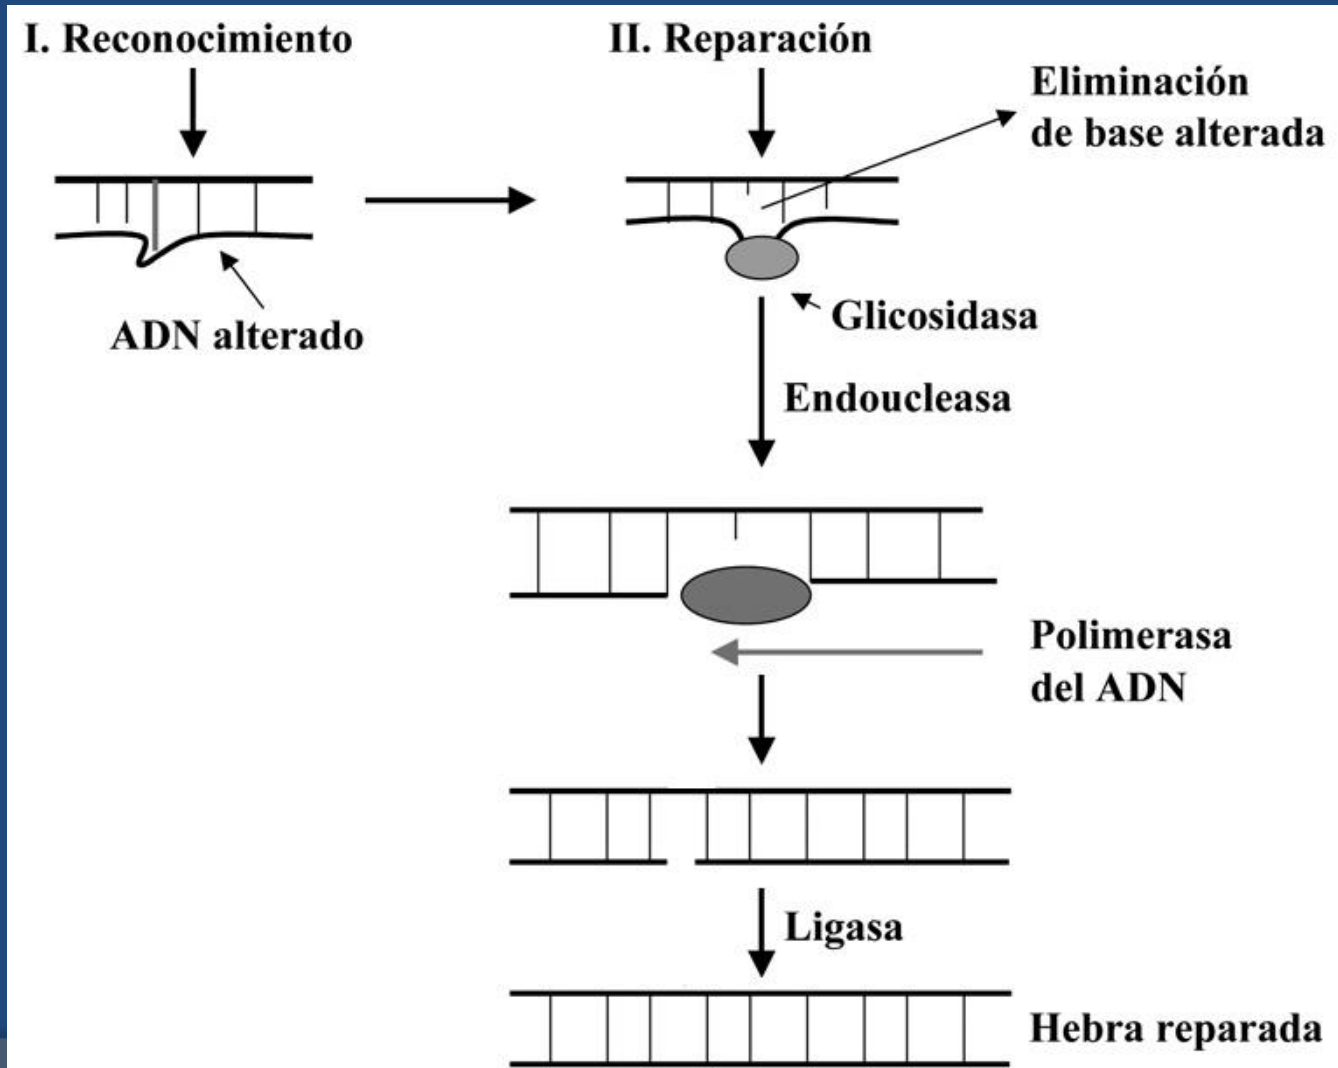 I. Reconocimiento
II. Reparación
Eliminación
de base alterada
ADN alterado
Glicosidasa
Endoucleasa
Polimerasa
del ADN
Ligasa
Hebra reparada